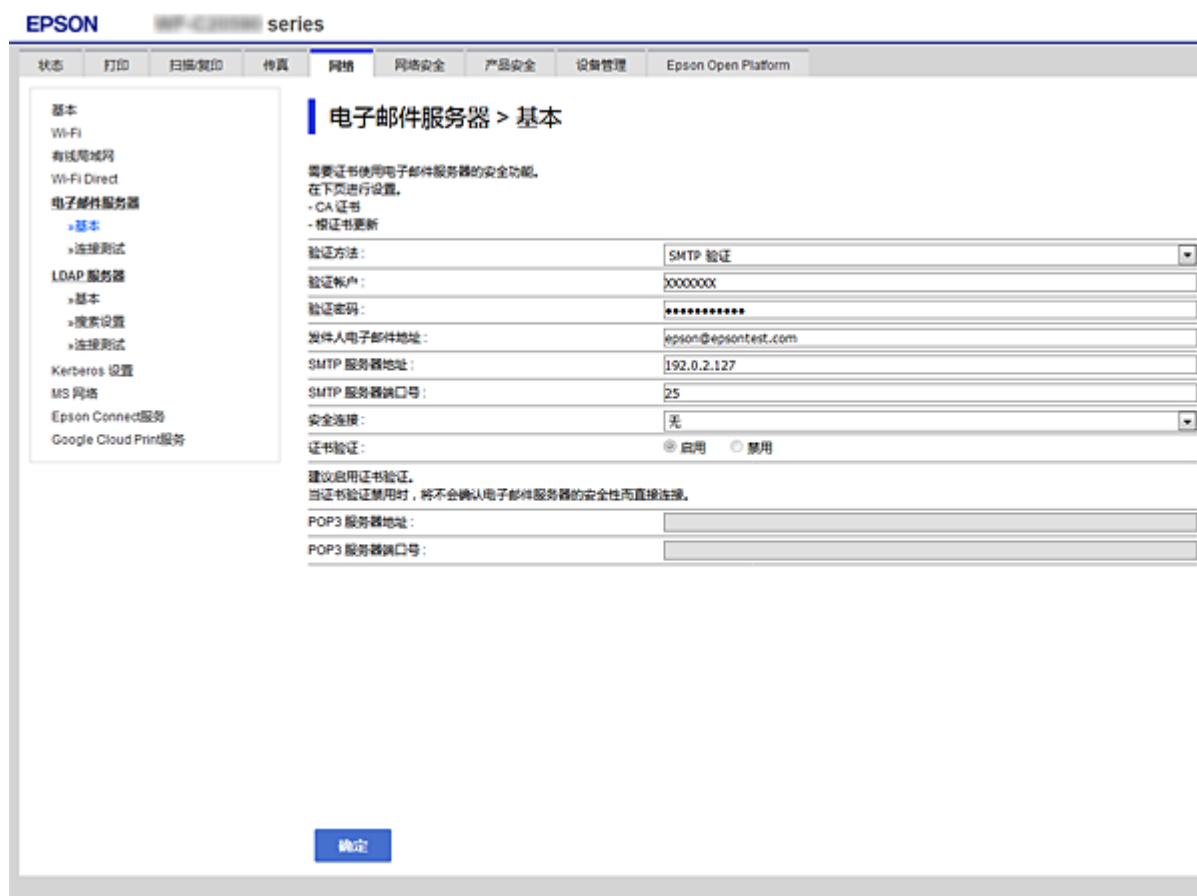 EPSON series
状态 打印 扫描/复印 传真 网络 网络安全 产品安全 设备管理 Epson Open Platform
基本
Wi-Fi
有线局域网
Wi-Fi Direct
电子邮件服务器
»基本
»连接测试
LDAP 服务器
»基本
»搜索设置
»连接测试
Kerberos 设置
MS 网络
Epson Connect服务
Google Cloud Print服务
电子邮件服务器 > 基本
需要证书使用电子邮件服务器的安全功能。
在下页进行设置。
- CA 证书
- 根证书更新
验证方法 : SMTP 验证
验证帐户 : XXXXXXX
验证密码 : •••••••••••
发件人电子邮件地址 : epson@epsontest.com
SMTP 服务器地址 : 192.0.2.127
SMTP 服务器端口号 : 25
安全连接 : 无
证书验证 : 启用 禁用
建议启用证书验证。
当证书验证禁用时，将不会确认电子邮件服务器的安全性而直接连接。
POP3 服务器地址 :
POP3 服务器端口号 :
确定